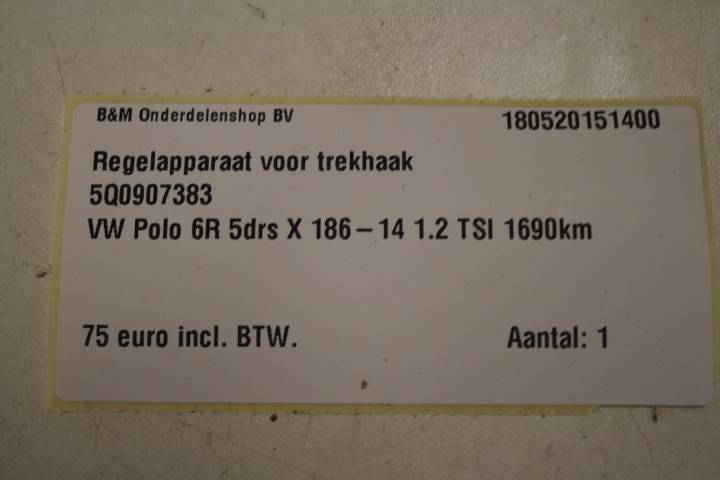 B&M Onderdelenshop BV 180520151400
Regelapparaat voor trekhaak
5Q0907383
VW Polo 6R 5drs X 186-14 1.2 TSI 1690km
75 euro incl. BTW. Aantal: 1